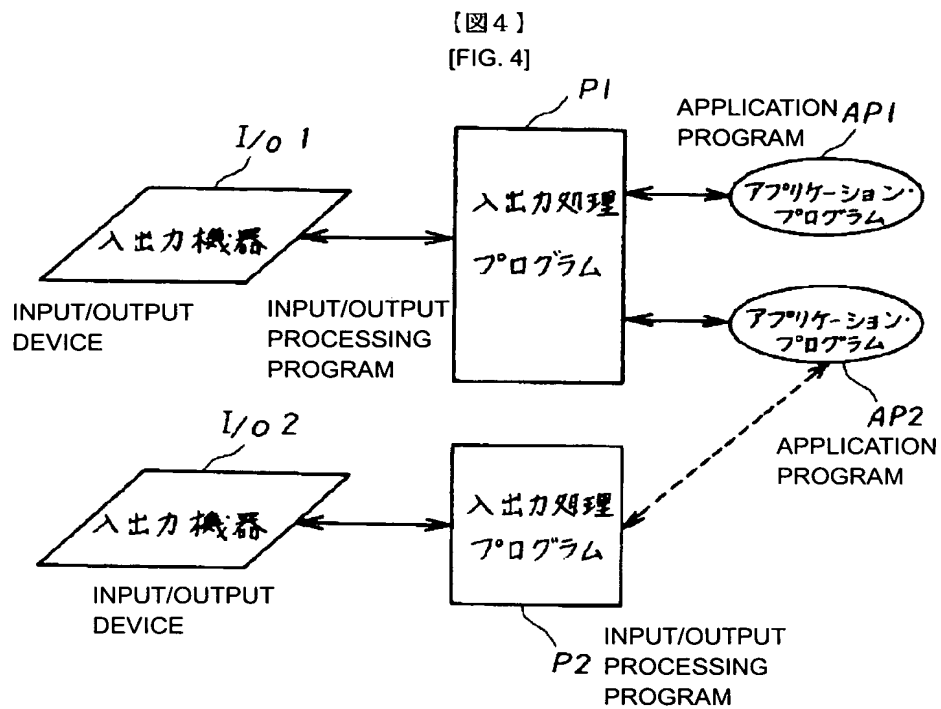 【図４】
[FIG. 4]
P1
APPLICATION
PROGRAM
AP1
I/O 1
入出力機器
INPUT/OUTPUT
DEVICE
INPUT/OUTPUT
PROCESSING
PROGRAM
入出力処理
プログラム
アプリケーション・
プログラム
アプリケーション・
プログラム
AP2
APPLICATION
PROGRAM
I/O 2
入出力機器
INPUT/OUTPUT
DEVICE
入出力処理
プログラム
P2
INPUT/OUTPUT
PROCESSING
PROGRAM